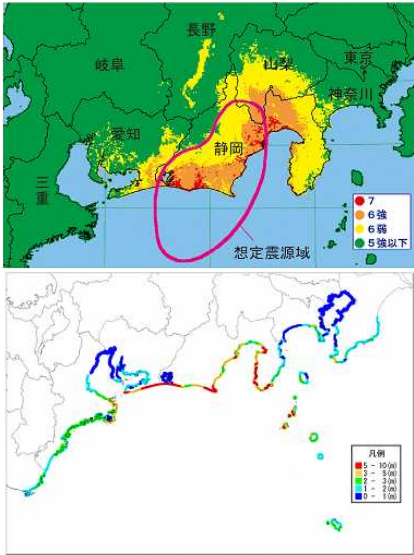 長野
岐阜
山梨
東京
神奈川
愛知
静岡
三重
7
6強
6弱
5強以下
想定震源域
凡例
5 - 10(m)
3 - 5(m)
2 - 3(m)
1 - 2(m)
0 - 1(m)